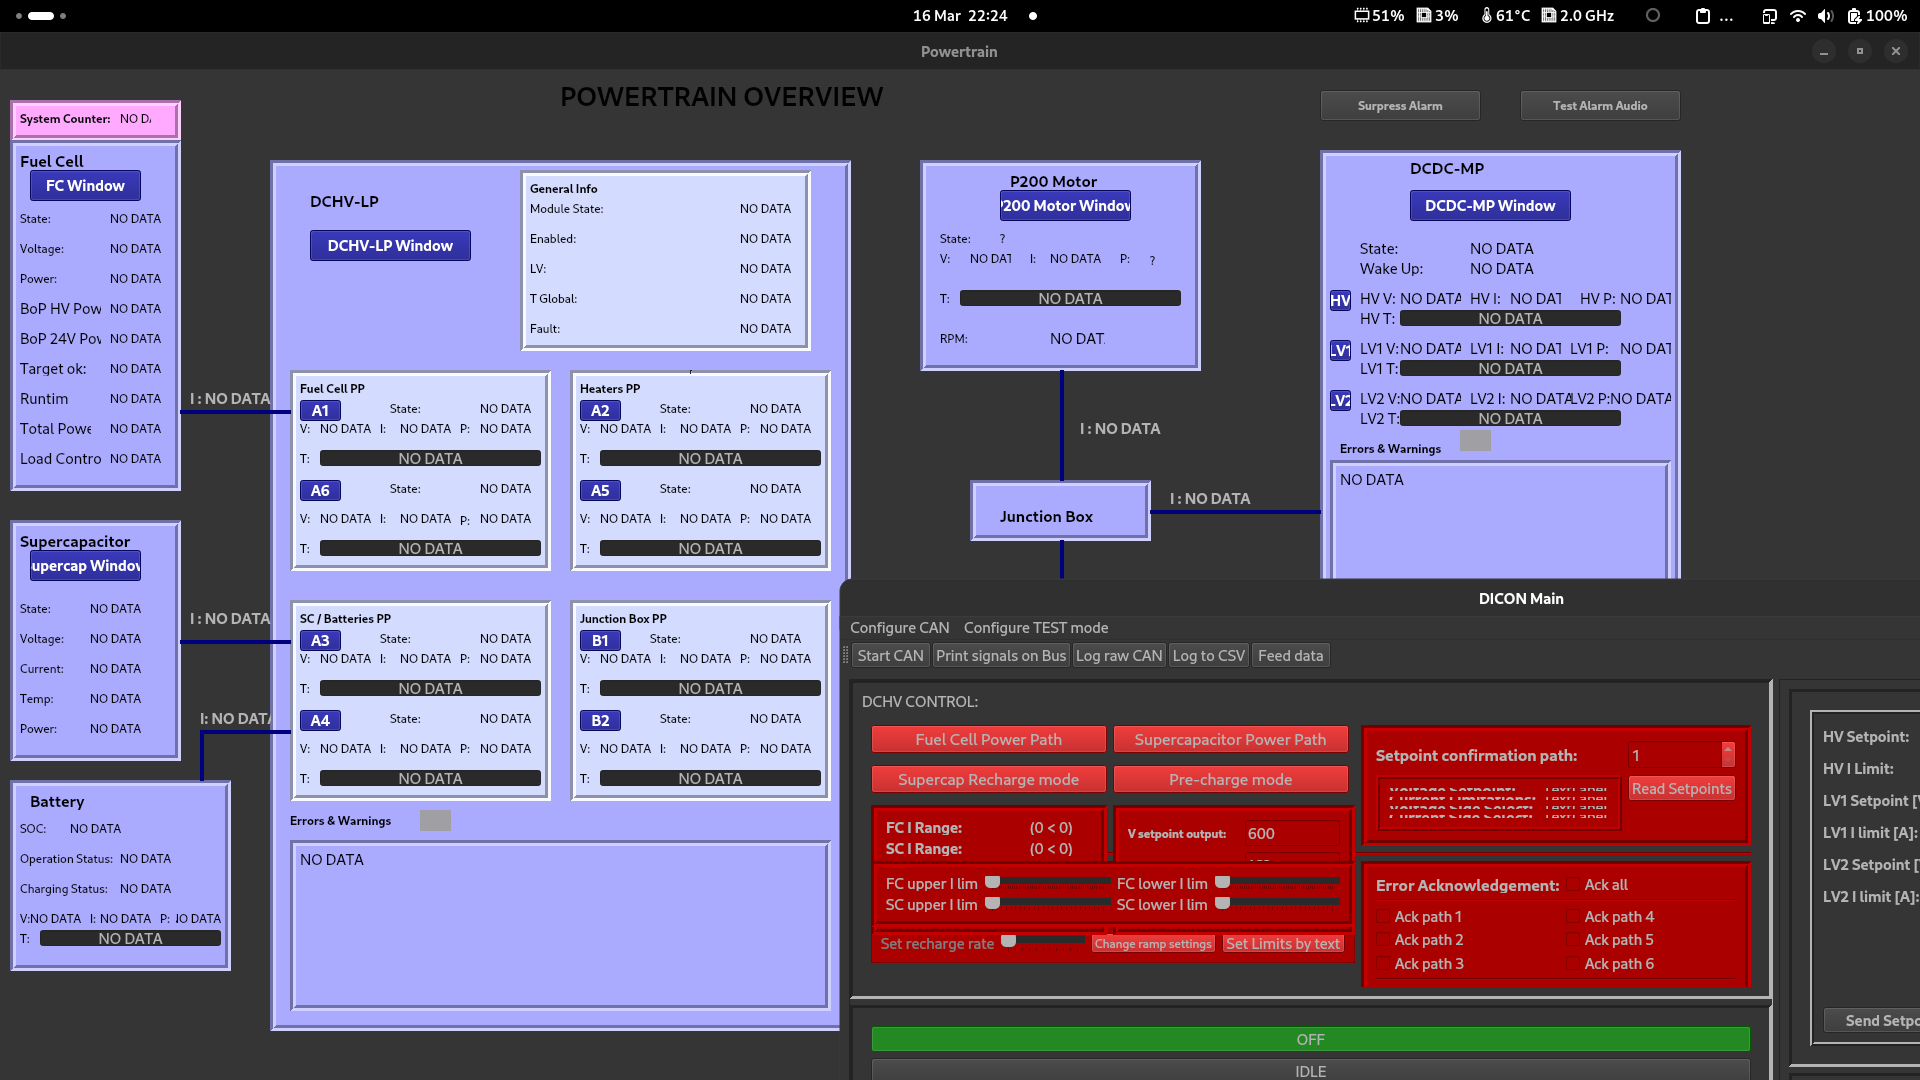 16 Mar 22:24
51%
3%
61°C
2.0 GHz
...
100%
Powertrain
POWERTRAIN OVERVIEW
Surpress Alarm
Test Alarm Audio
System Counter: NO D
Fuel Cell
FC Window
State: NO DATA
Voltage: NO DATA
Power: NO DATA
BoP HV Pow NO DATA
BoP 24V Po NO DATA
Target ok: NO DATA
Runtim NO DATA
Total Powe NO DATA
Load Contro NO DATA
I : NO DATA
Supercapacitor
upercap Window
State: NO DATA
Voltage: NO DATA
Current: NO DATA
Temp: NO DATA
Power: NO DATA
I : NO DATA
I: NO DATA
Battery
SOC: NO DATA
Operation Status: NO DATA
Charging Status: NO DATA
V:NO DATA I: NO DATA P: NO DATA
T: NO DATA
DCHV-LP
DCHV-LP Window
General Info
Module State: NO DATA
Enabled: NO DATA
LV: NO DATA
T Global: NO DATA
Fault: NO DATA
Fuel Cell PP
A1 State: NO DATA
V: NO DATA I: NO DATA P: NO DATA
T: NO DATA
A6 State: NO DATA
V: NO DATA I: NO DATA P: NO DATA
T: NO DATA
Heaters PP
A2 State: NO DATA
V: NO DATA I: NO DATA P: NO DATA
T: NO DATA
A5 State: NO DATA
V: NO DATA I: NO DATA P: NO DATA
T: NO DATA
SC / Batteries PP
A3 State: NO DATA
V: NO DATA I: NO DATA P: NO DATA
T: NO DATA
A4 State: NO DATA
V: NO DATA I: NO DATA P: NO DATA
T: NO DATA
Junction Box PP
B1 State: NO DATA
V: NO DATA I: NO DATA P: NO DATA
T: NO DATA
B2 State: NO DATA
V: NO DATA I: NO DATA P: NO DATA
T: NO DATA
Errors & Warnings
NO DATA
P200 Motor
P200 Motor Window
State: ?
V: NO DAT I: NO DATA P: ?
T: NO DATA
RPM: NO DAT
I : NO DATA
Junction Box
I : NO DATA
DCDC-MP
DCDC-MP Window
State: NO DATA
Wake Up: NO DATA
HV HV V: NO DATA HV I: NO DAT HV P: NO DAT
HV T: NO DATA
LV1 LV1 V:NO DATA LV1 I: NO DAT LV1 P: NO DAT
LV1 T: NO DATA
LV2 LV2 V:NO DATA LV2 I: NO DATA LV2 P:NO DATA
LV2 T: NO DATA
Errors & Warnings
NO DATA
DICON Main
Configure CAN Configure TEST mode
Start CAN Print signals on Bus Log raw CAN Log to CSV Feed data
DCHV CONTROL:
Fuel Cell Power Path Supercapacitor Power Path
Supercap Recharge mode Pre-charge mode
FC I Range: (0 < 0)
SC I Range: (0 < 0)
V setpoint output: 600
FC upper I lim FC lower I lim
SC upper I lim SC lower I lim
Set recharge rate Change ramp settings Set Limits by text
Setpoint confirmation path: 1
Read Setpoints
Error Acknowledgement: Ack all
Ack path 1 Ack path 4
Ack path 2 Ack path 5
Ack path 3 Ack path 6
OFF
IDLE
HV Setpoint:
HV I Limit:
LV1 Setpoint [V
LV1 I limit [A]:
LV2 Setpoint [
LV2 I limit [A]:
Send Setpo